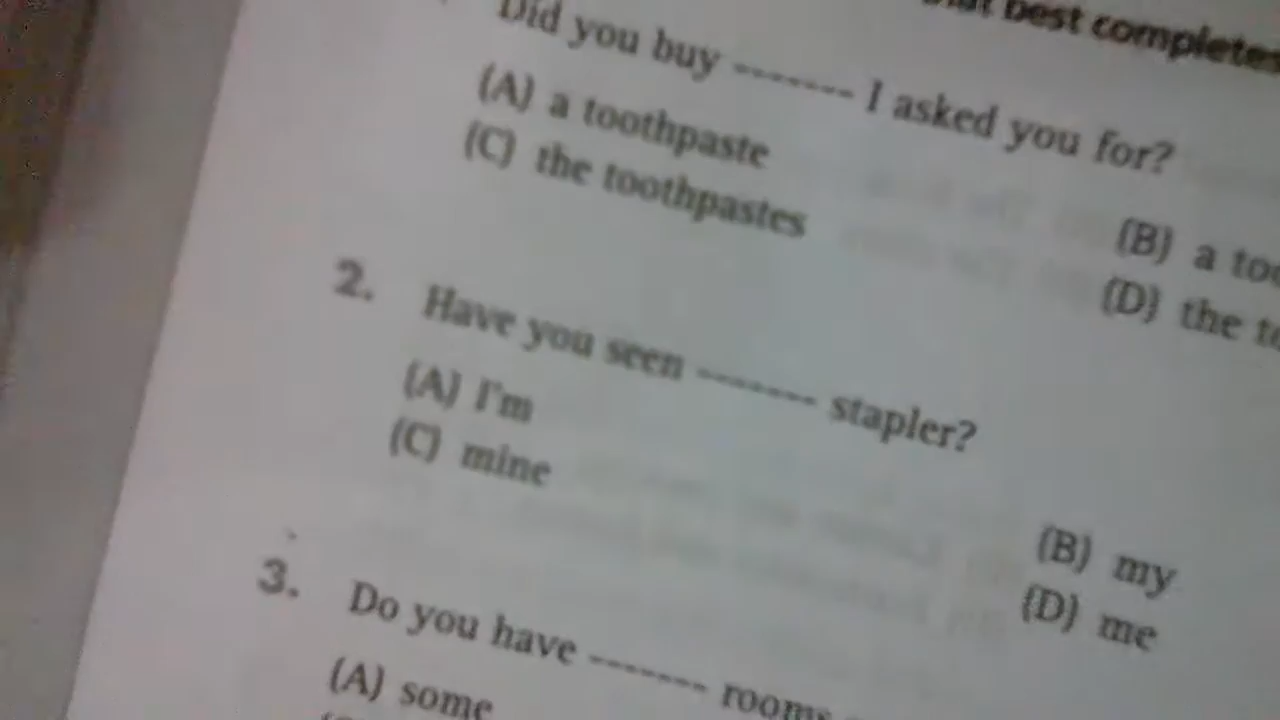 best completes
Did you buy ------- I asked you for?
(A) a toothpaste
(B) a
(C) the toothpastes
(D) the
2. Have you seen ------- stapler?
(A) I'm
(B) my
(C) mine
(D) me
3. Do you have ------- rooms
(A) some